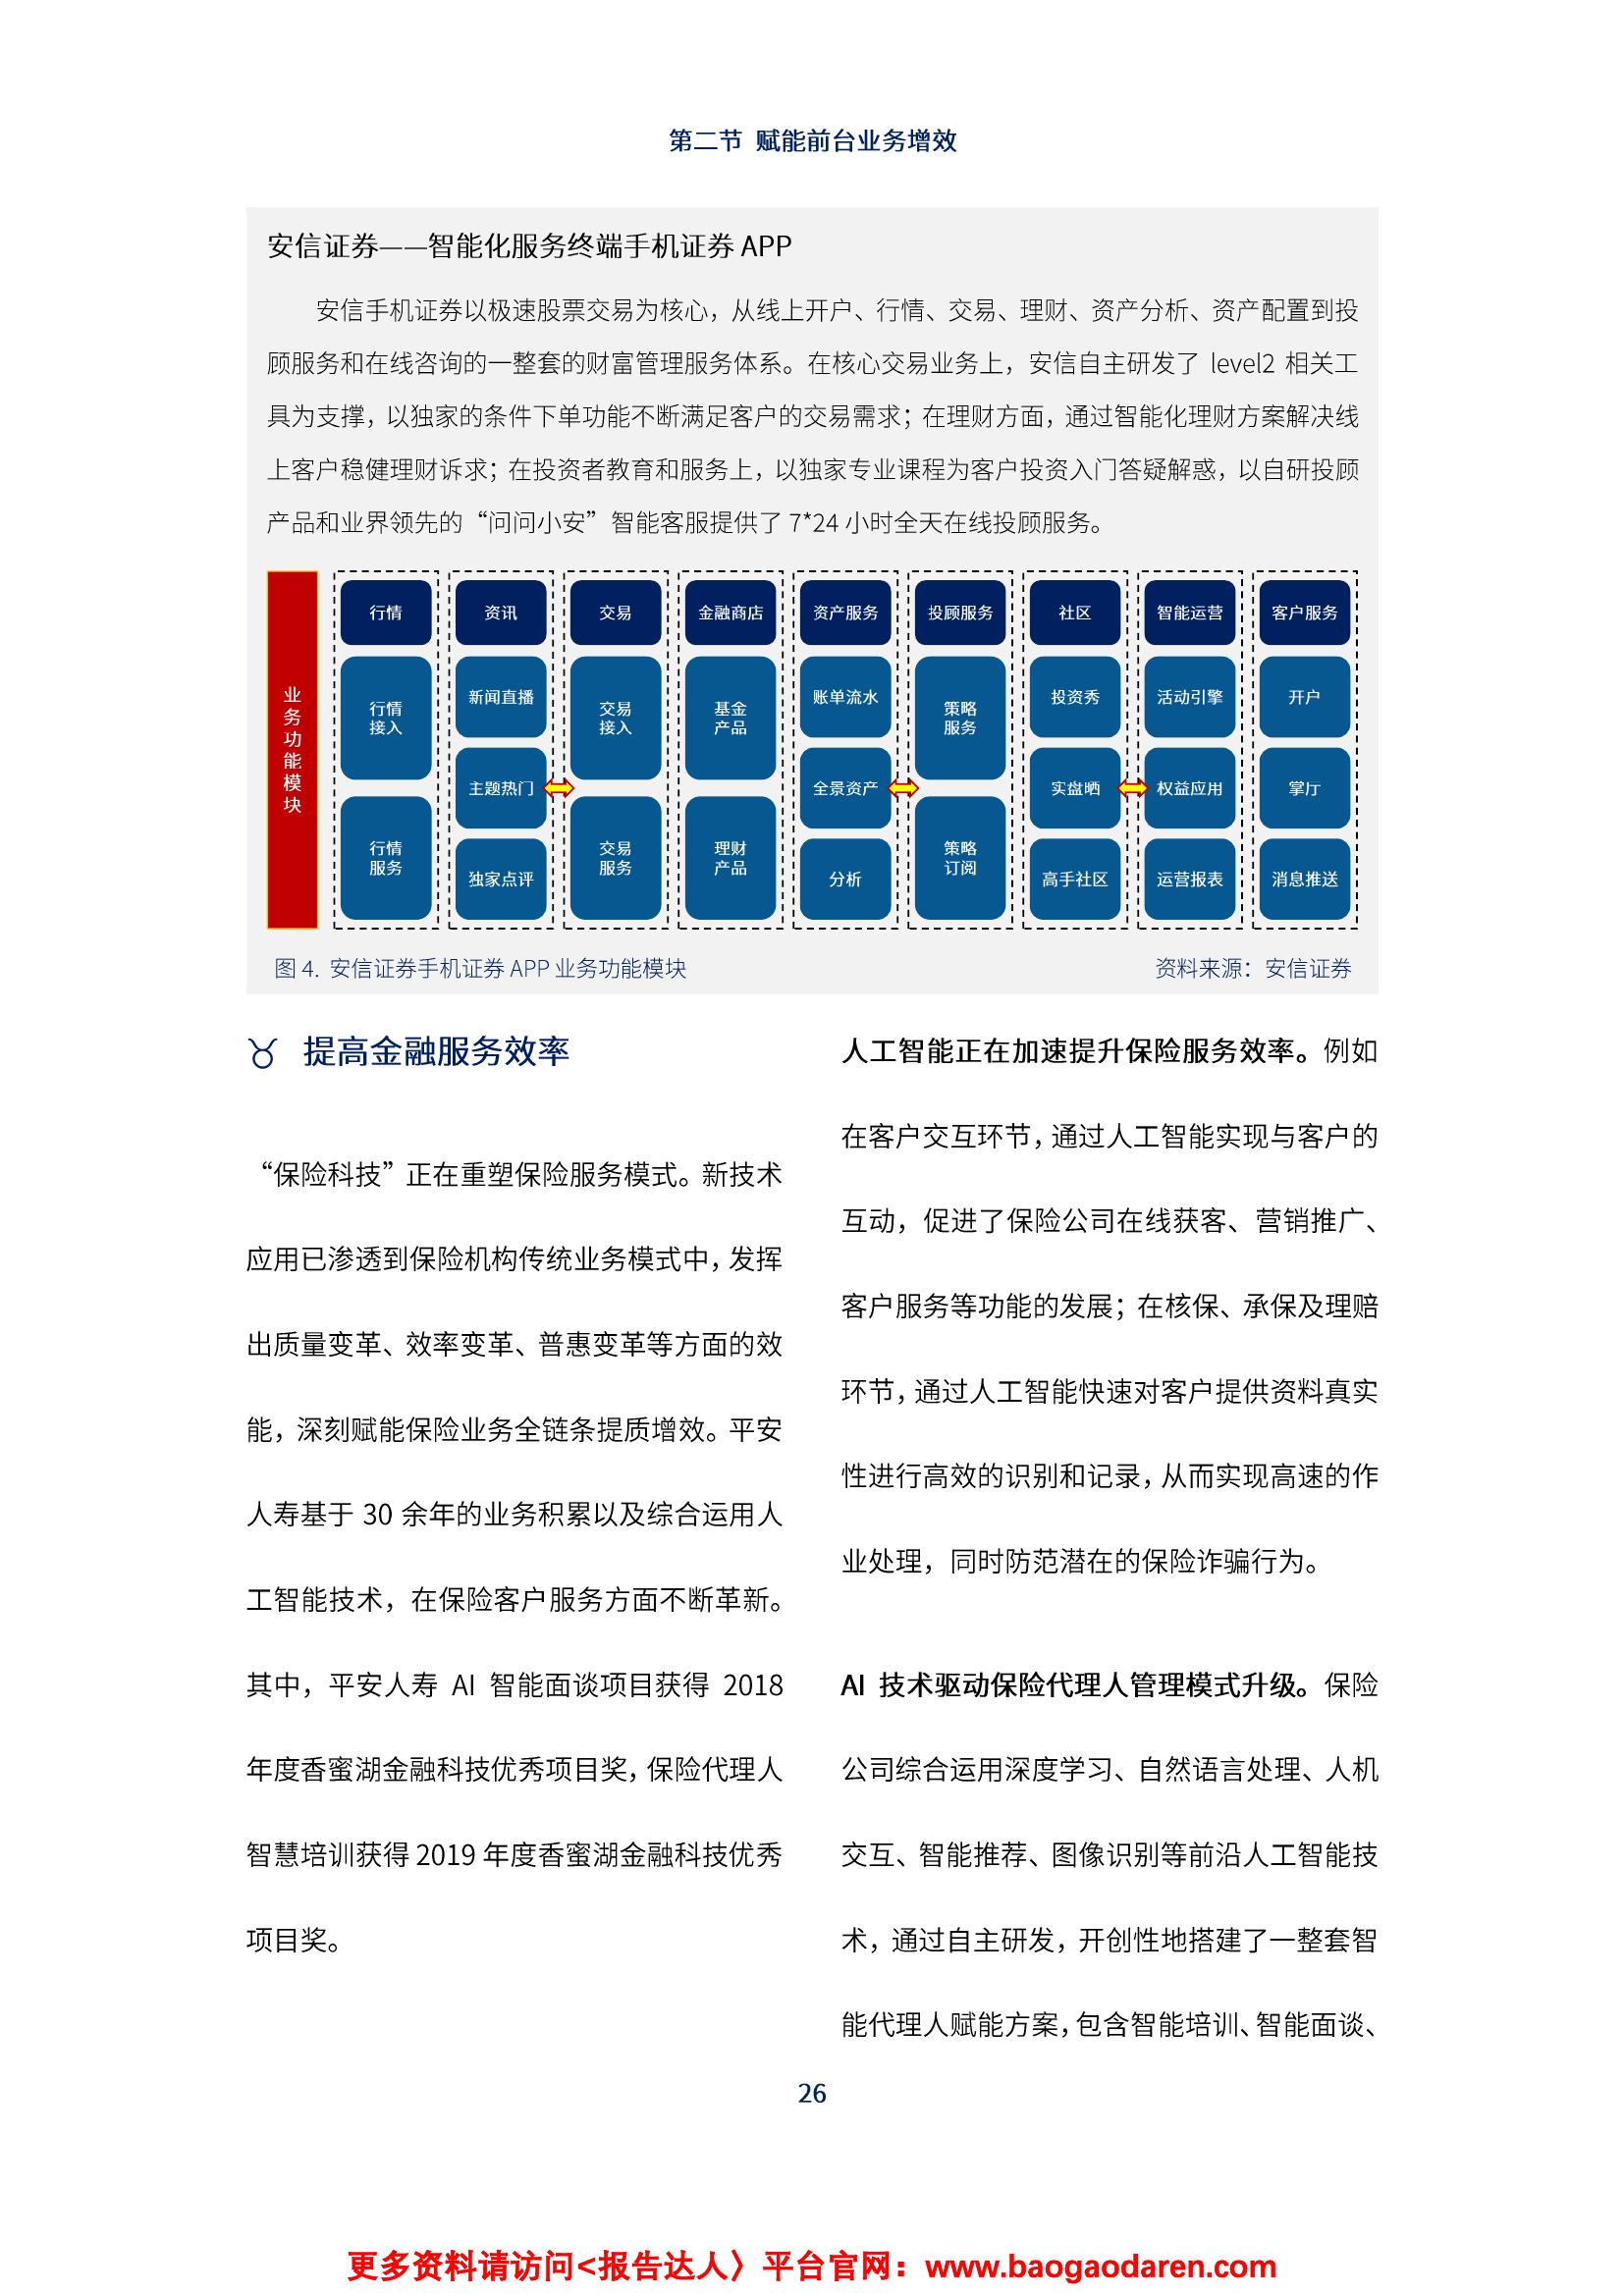 第二节 赋能前台业务增效
安信证券——智能化服务终端手机证券 APP
安信手机证券以极速股票交易为核心，从线上开户、行情、交易、理财、资产分析、资产配置到投
顾服务和在线咨询的一整套的财富管理服务体系。在核心交易业务上，安信自主研发了 level2 相关工
具为支撑，以独家的条件下单功能不断满足客户的交易需求；在理财方面，通过智能化理财方案解决线
上客户稳健理财诉求；在投资者教育和服务上，以独家专业课程为客户投资入门答疑解惑，以自研投顾
产品和业界领先的“问问小安”智能客服提供了 7*24 小时全天在线投顾服务。
业务功能模块
行情
行情
接入
行情
服务
资讯
新闻直播
主题热门
独家点评
交易
交易
接入
交易
服务
金融商店
基金
产品
理财
产品
资产服务
账单流水
全景资产
分析
投顾服务
策略
服务
策略
订阅
社区
投资秀
实盘晒
高手社区
智能运营
活动引擎
权益应用
运营报表
客户服务
开户
掌厅
消息推送
图 4. 安信证券手机证券 APP 业务功能模块
资料来源：安信证券
♉ 提高金融服务效率
“保险科技”正在重塑保险服务模式。新技术
应用已渗透到保险机构传统业务模式中，发挥
出质量变革、效率变革、普惠变革等方面的效
能，深刻赋能保险业务全链条提质增效。平安
人寿基于 30 余年的业务积累以及综合运用人
工智能技术，在保险客户服务方面不断革新。
其中，平安人寿 AI 智能面谈项目获得 2018
年度香蜜湖金融科技优秀项目奖，保险代理人
智慧培训获得 2019 年度香蜜湖金融科技优秀
项目奖。
人工智能正在加速提升保险服务效率。例如
在客户交互环节，通过人工智能实现与客户的
互动，促进了保险公司在线获客、营销推广、
客户服务等功能的发展；在核保、承保及理赔
环节，通过人工智能快速对客户提供资料真实
性进行高效的识别和记录，从而实现高速的作
业处理，同时防范潜在的保险诈骗行为。
AI 技术驱动保险代理人管理模式升级。保险
公司综合运用深度学习、自然语言处理、人机
交互、智能推荐、图像识别等前沿人工智能技
术，通过自主研发，开创性地搭建了一整套智
能代理人赋能方案，包含智能培训、智能面谈、
26
更多资料请访问<报告达人〉平台官网：www.baogaodaren.com